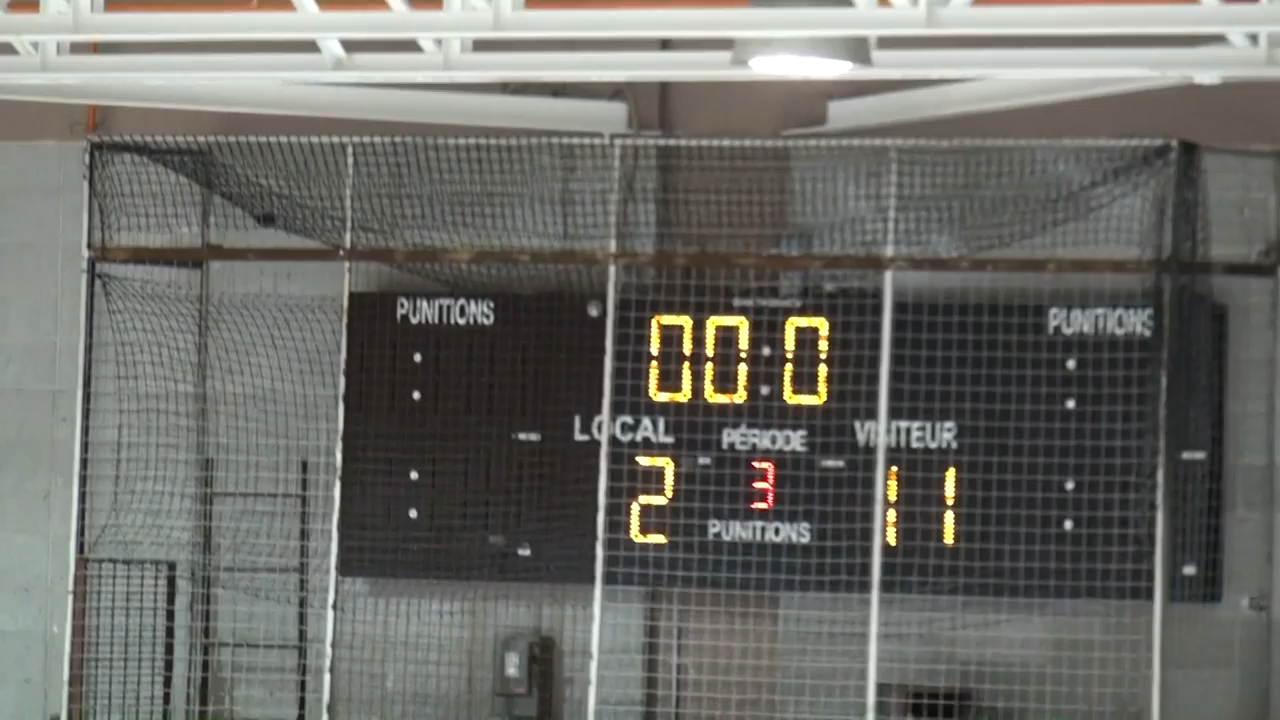 PUNITIONS
PUNITIONS
00:0
LOCAL
PÉRIODE
VISITEUR
2
3
11
PUNITIONS